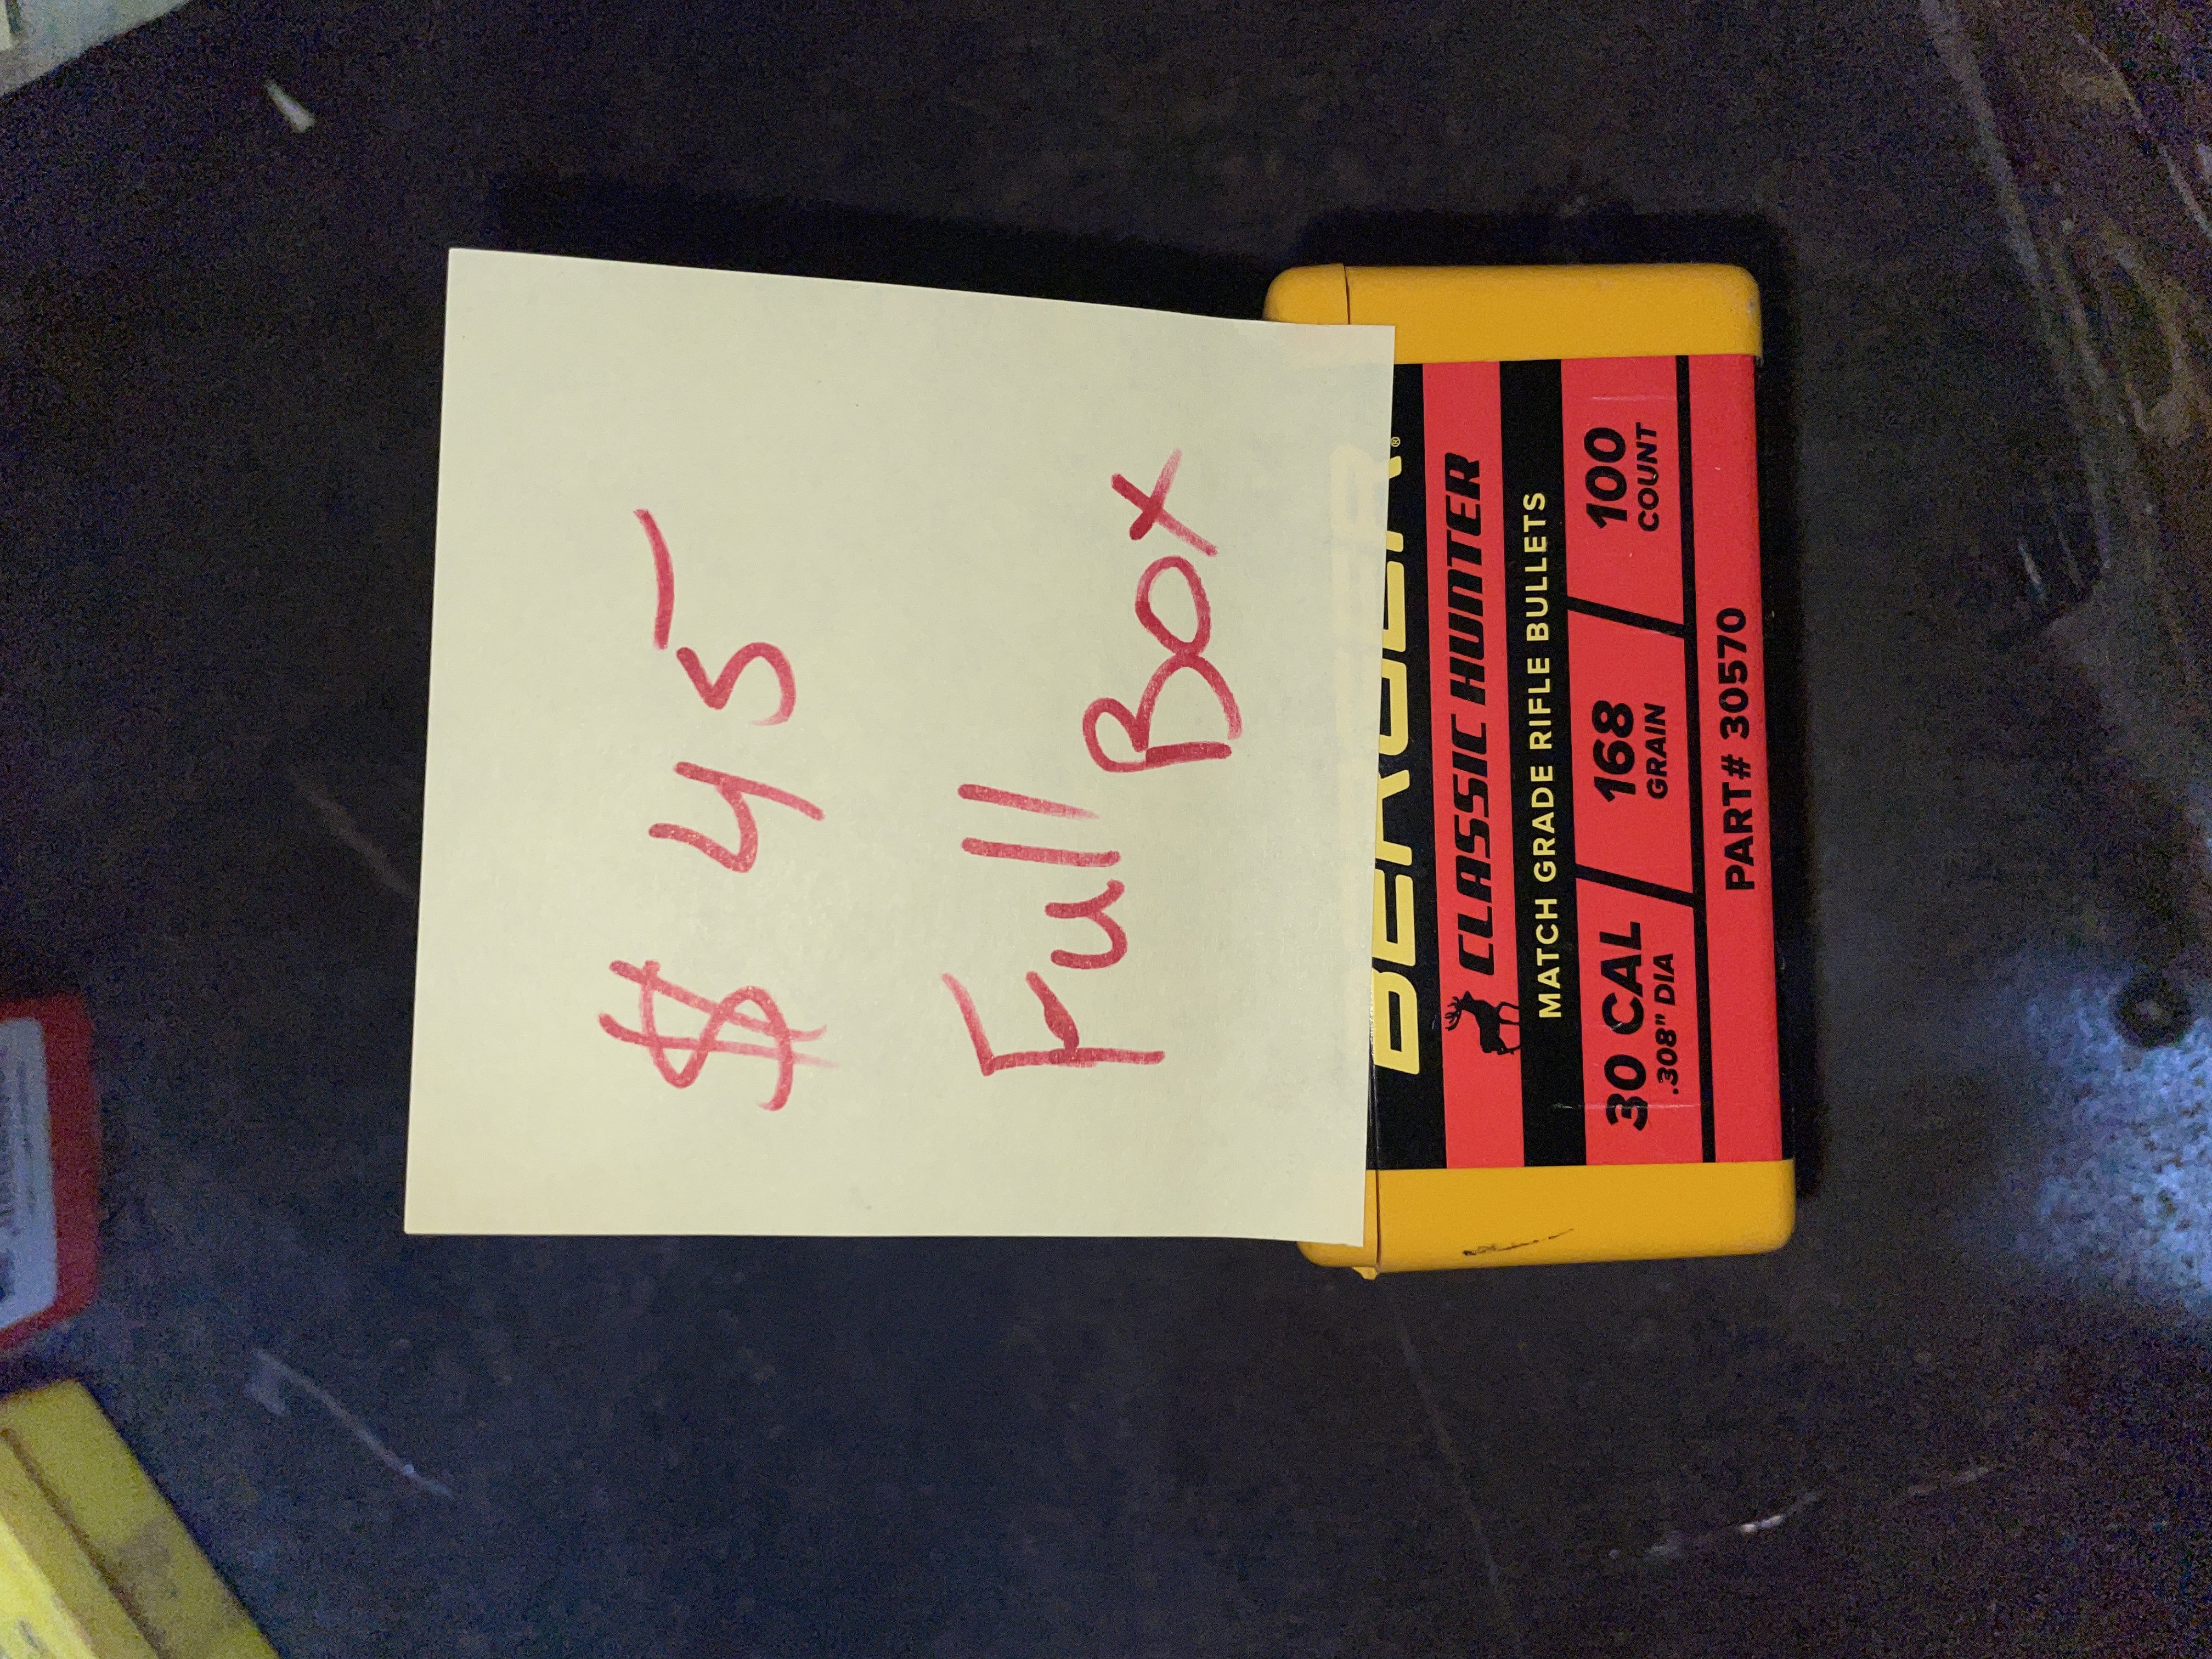 $45
Full Box
BERGER®
CLASSIC HUNTER
MATCH GRADE RIFLE BULLETS
30 CAL 168 100
.308" DIA GRAIN COUNT
PART# 30570